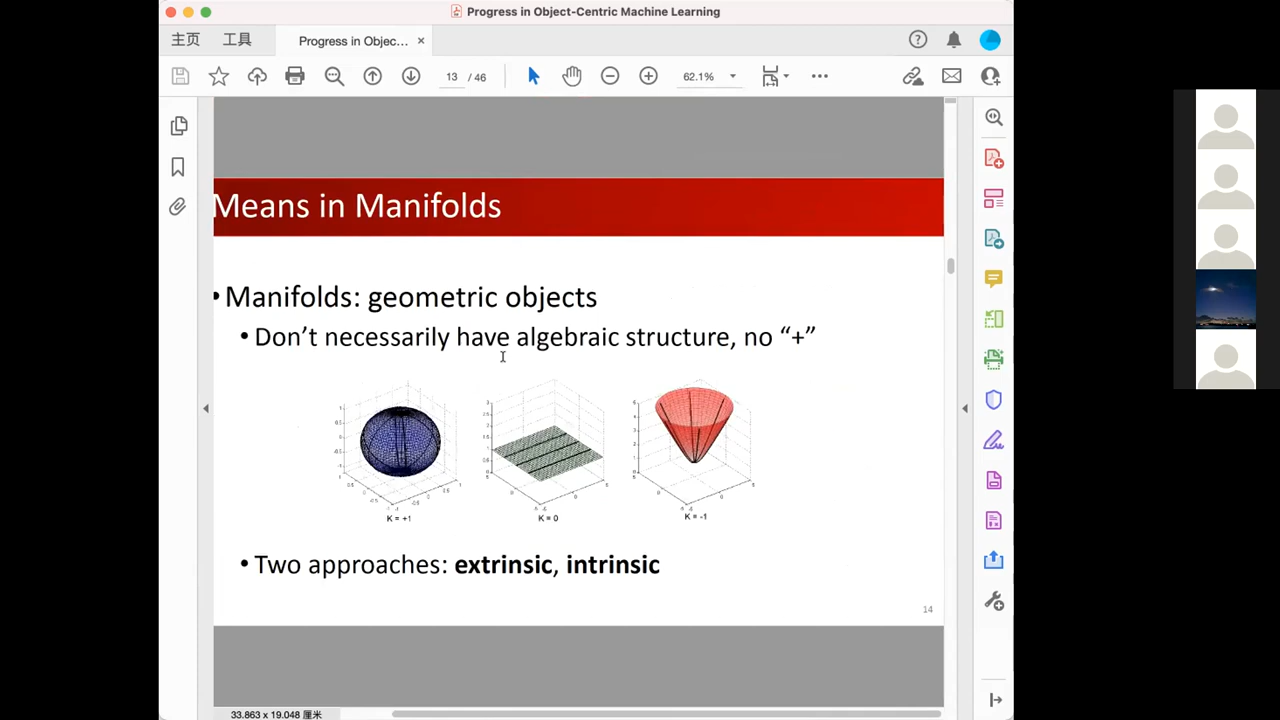 Progress in Object-Centric Machine Learning
主页 工具 Progress in Objec... ×
13 / 46 62.1%
Means in Manifolds
• Manifolds: geometric objects
• Don't necessarily have algebraic structure, no “+”
K = +1 K = 0 K = -1
• Two approaches: extrinsic, intrinsic
14
33.863 x 19.048 厘米